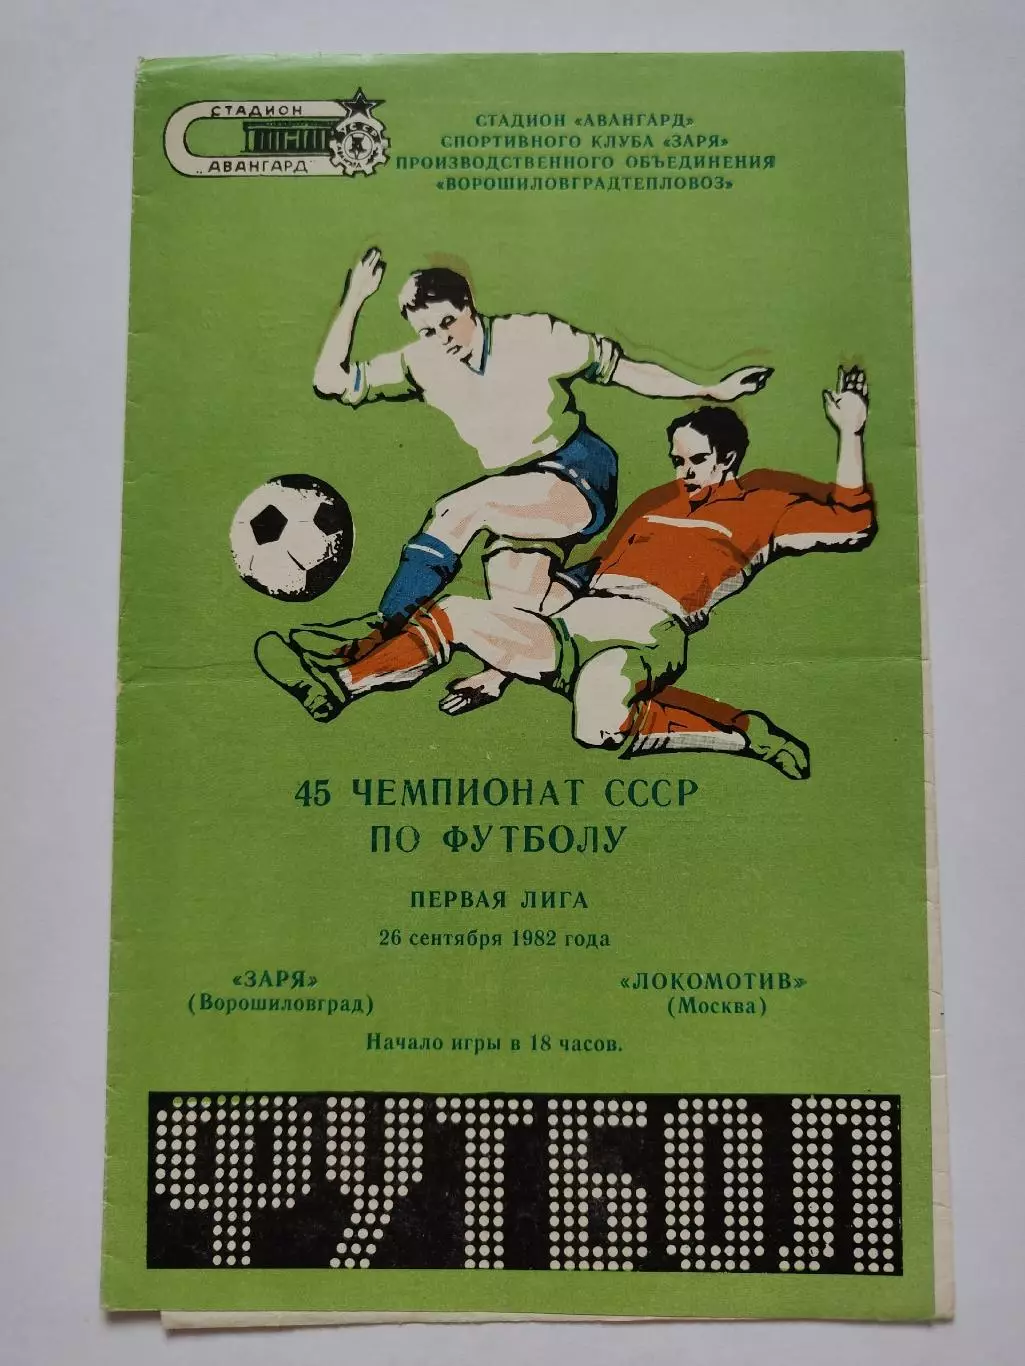 СТАДИОН
„АВАНГАРД"
УССР
СТАДИОН «АВАНГАРД»
СПОРТИВНОГО КЛУБА «ЗАРЯ»
ПРОИЗВОДСТВЕННОГО ОБЪЕДИНЕНИЯ
«ВОРОШИЛОВГРАДТЕПЛОВОЗ»
45 ЧЕМПИОНАТ СССР
ПО ФУТБОЛУ
ПЕРВАЯ ЛИГА
26 сентября 1982 года
«ЗАРЯ»
(Ворошиловград)
«ЛОКОМОТИВ»
(Москва)
Начало игры в 18 часов.
ФУТБОЛ